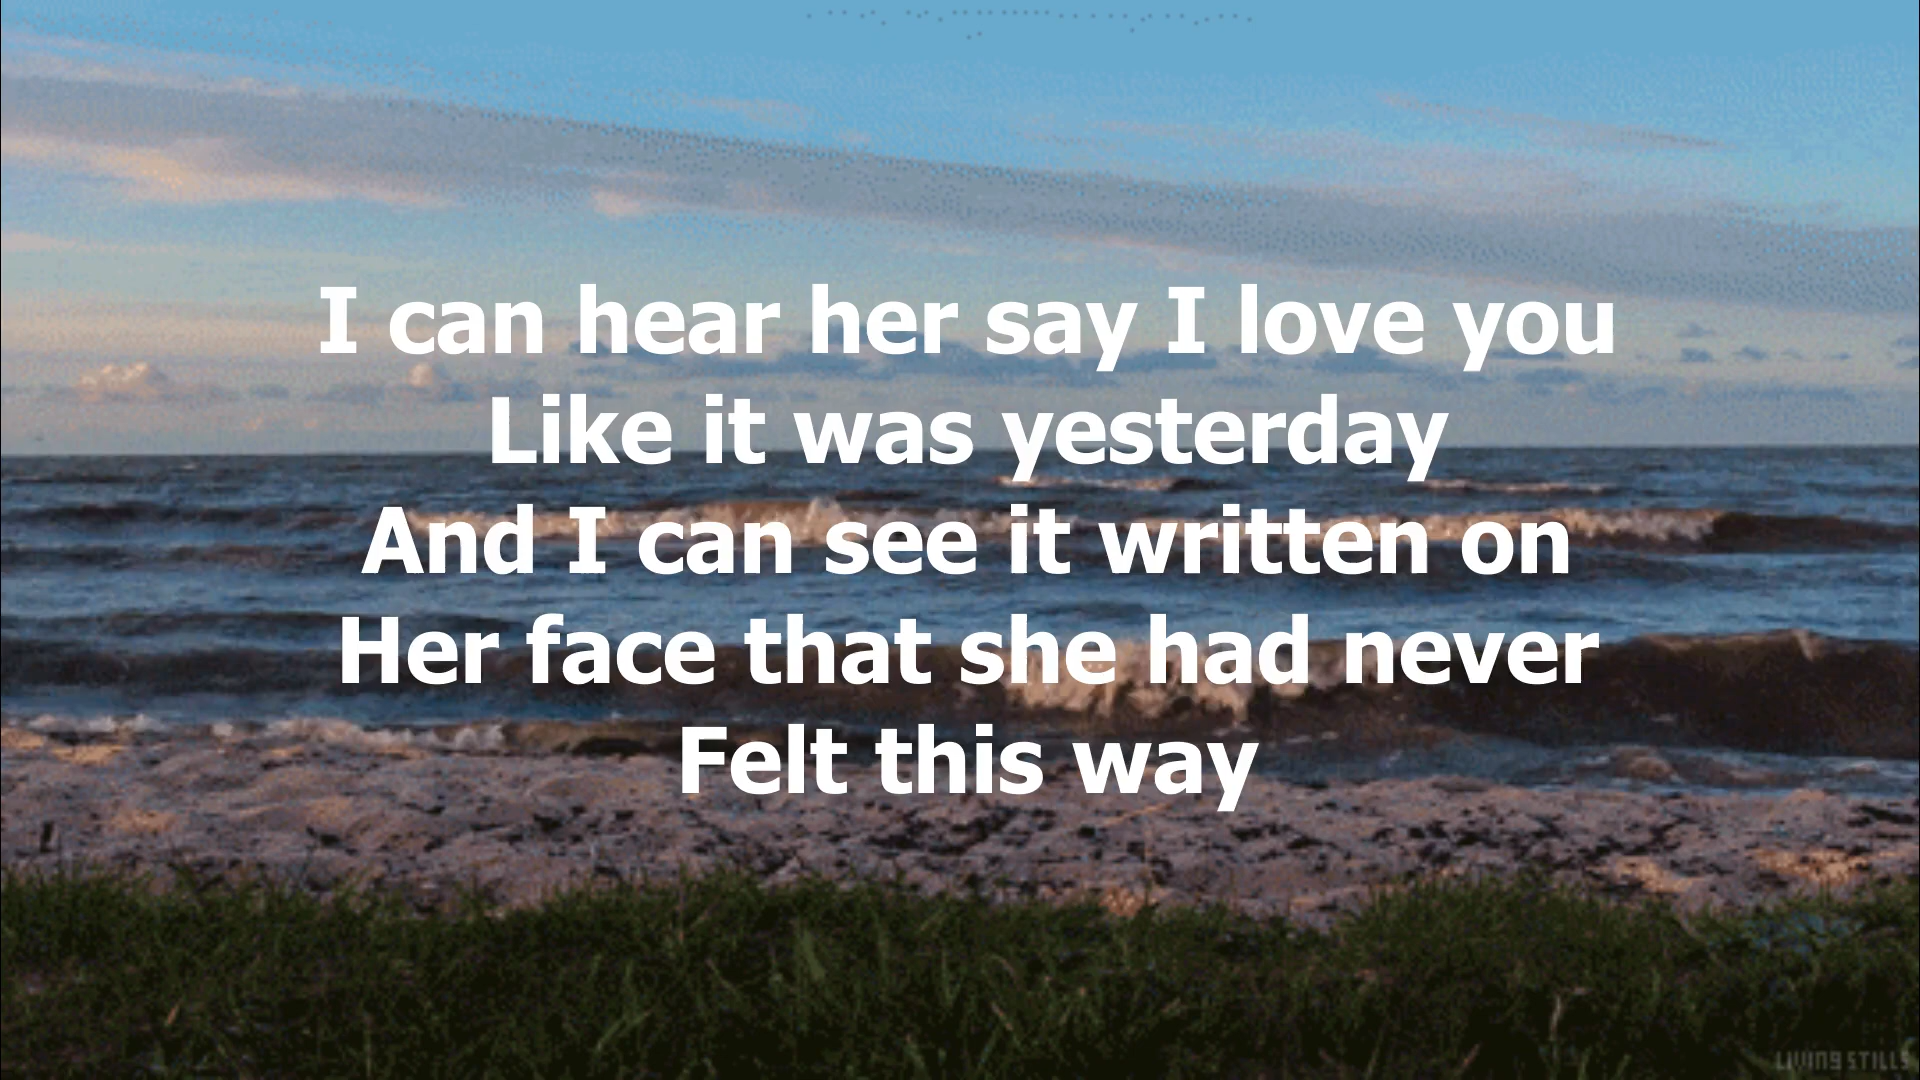 I can hear her say I love you
Like it was yesterday
And I can see it written on
Her face that she had never
Felt this way
LIVING STILLS